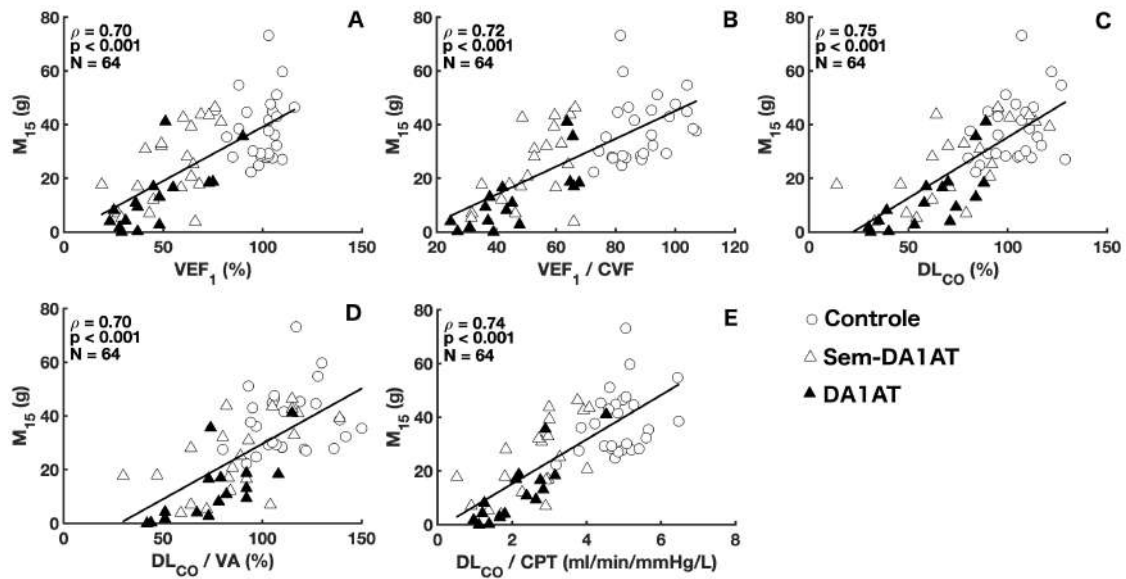 A
ρ = 0.70
p < 0.001
N = 64
M15 (g)
80
60
40
20
0
0 50 100 150
VEF1 (%)
B
ρ = 0.72
p < 0.001
N = 64
M15 (g)
80
60
40
20
0
20 40 60 80 100 120
VEF1 / CVF
C
ρ = 0.75
p < 0.001
N = 64
M15 (g)
80
60
40
20
0
0 50 100 150
DLCO (%)
D
ρ = 0.70
p < 0.001
N = 64
M15 (g)
80
60
40
20
0
0 50 100 150
DLCO / VA (%)
E
ρ = 0.74
p < 0.001
N = 64
M15 (g)
80
60
40
20
0
0 2 4 6 8
DLCO / CPT (ml/min/mmHg/L)
Controle
Sem-DA1AT
DA1AT